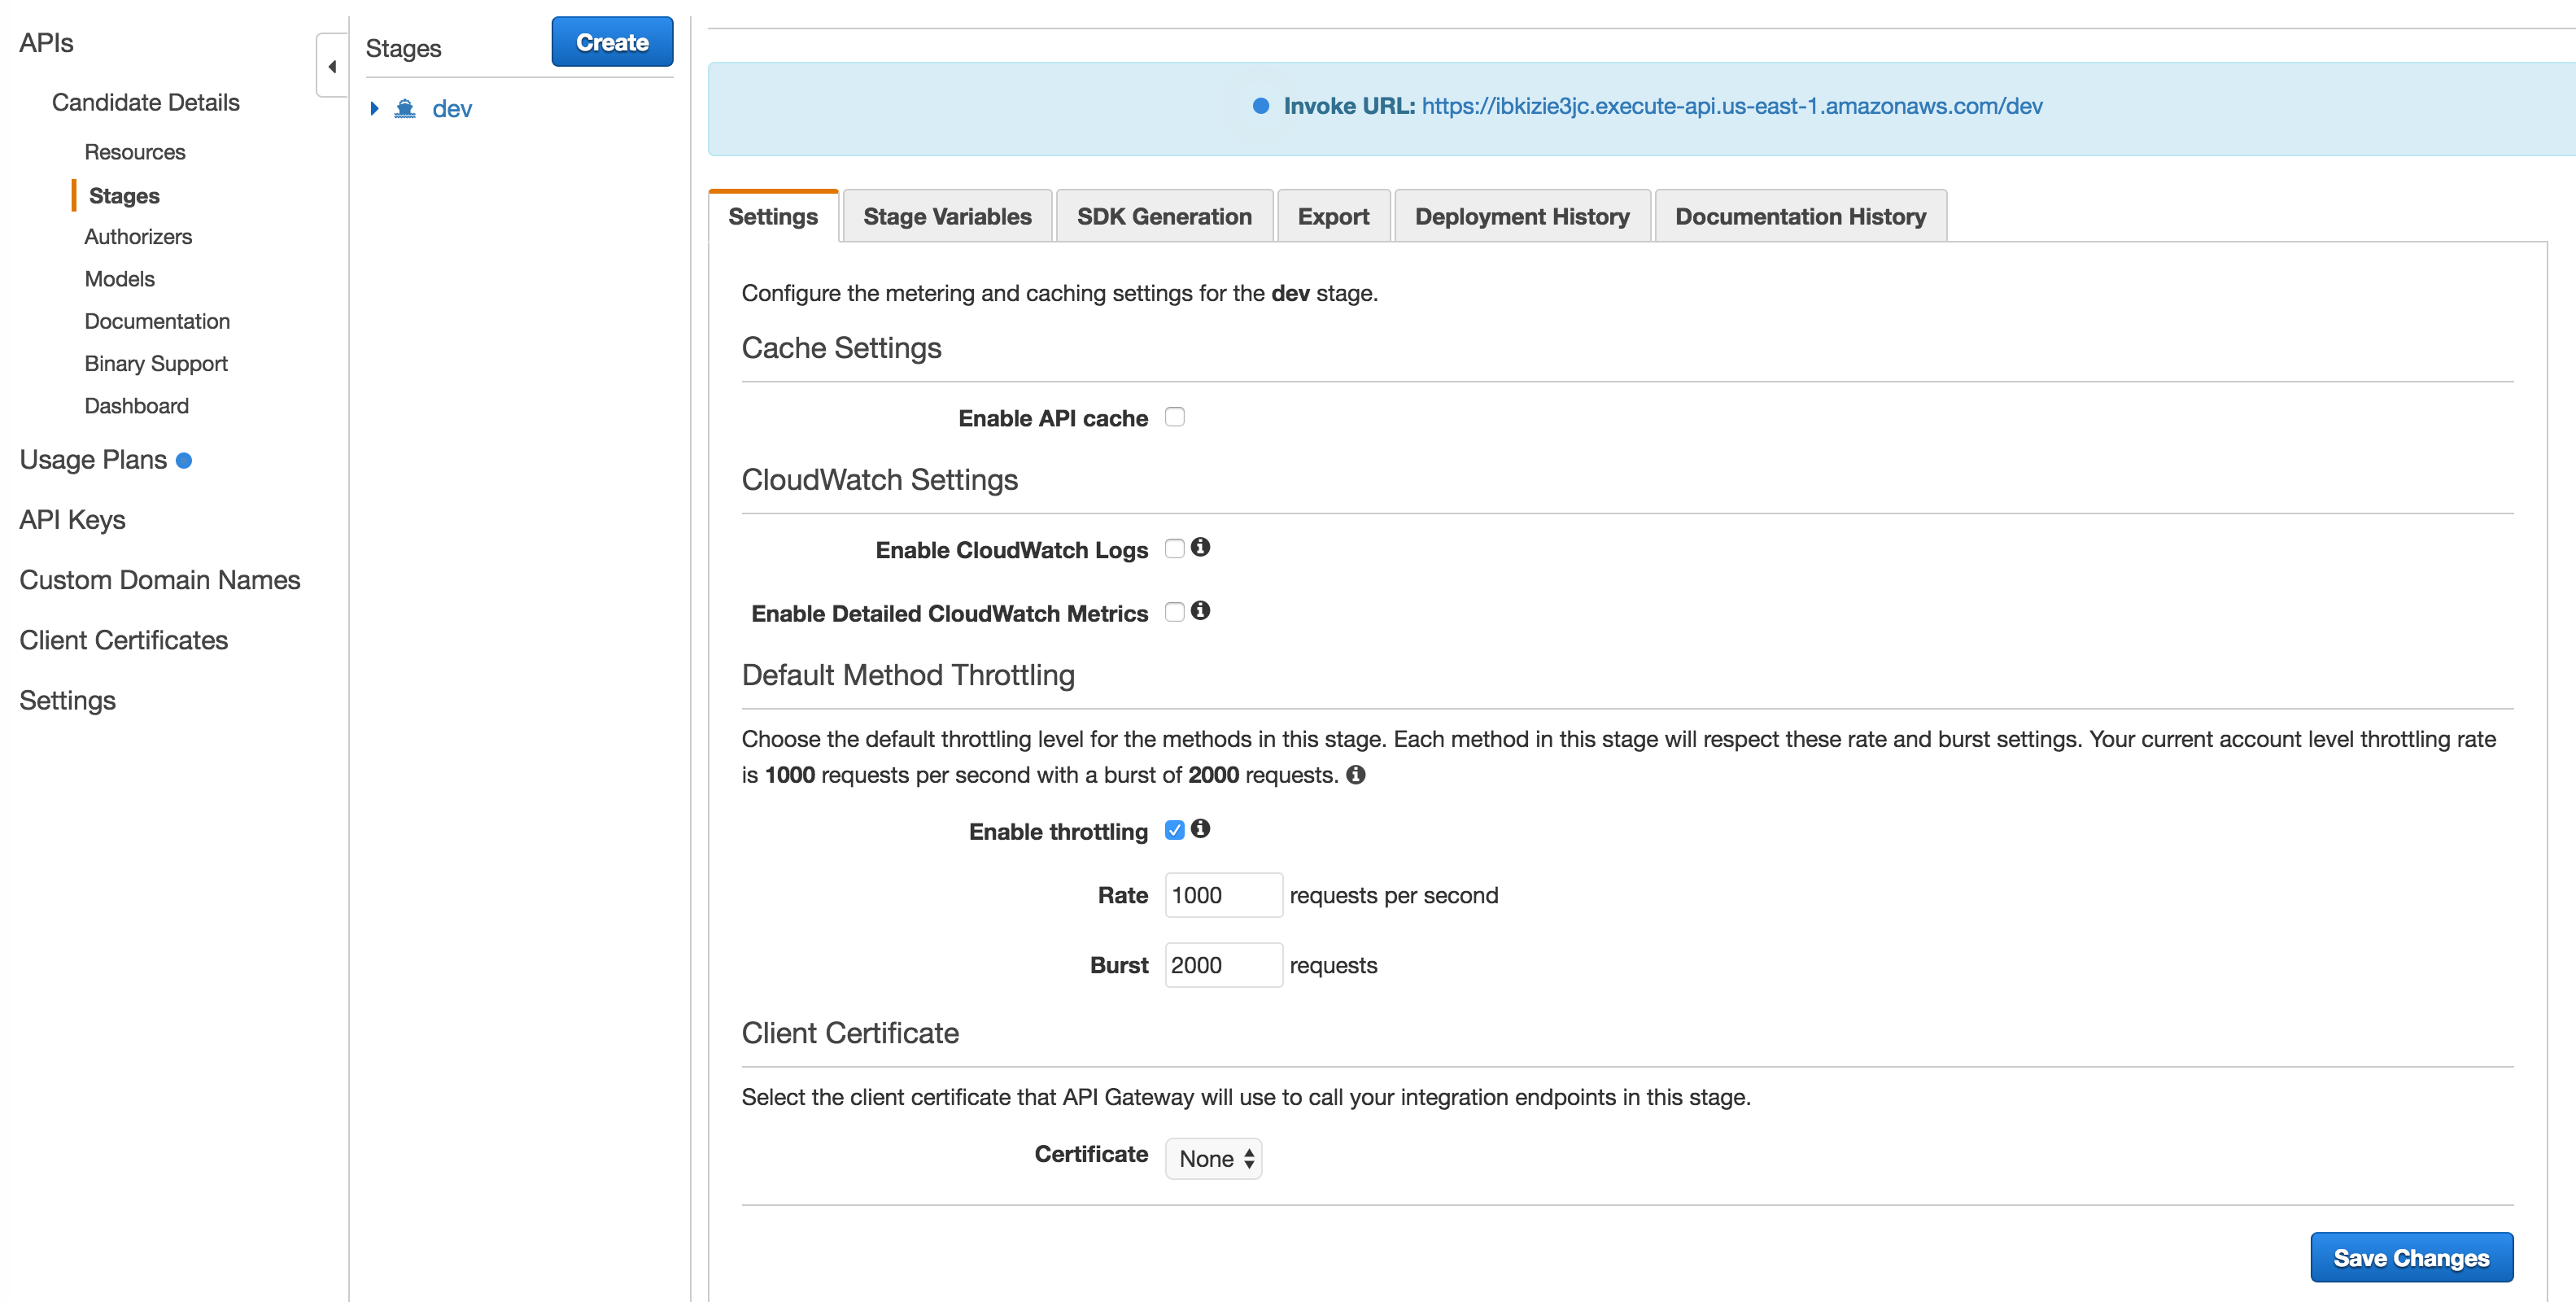 APIs
Candidate Details
Resources
Stages
Authorizers
Models
Documentation
Binary Support
Dashboard
Usage Plans
API Keys
Custom Domain Names
Client Certificates
Settings
Stages
Create
dev
Invoke URL: https://ibkizie3jc.execute-api.us-east-1.amazonaws.com/dev
Settings
Stage Variables
SDK Generation
Export
Deployment History
Documentation History
Configure the metering and caching settings for the dev stage.
Cache Settings
Enable API cache
CloudWatch Settings
Enable CloudWatch Logs
Enable Detailed CloudWatch Metrics
Default Method Throttling
Choose the default throttling level for the methods in this stage. Each method in this stage will respect these rate and burst settings. Your current account level throttling rate
is 1000 requests per second with a burst of 2000 requests.
Enable throttling
Rate 1000 requests per second
Burst 2000 requests
Client Certificate
Select the client certificate that API Gateway will use to call your integration endpoints in this stage.
Certificate None
Save Changes